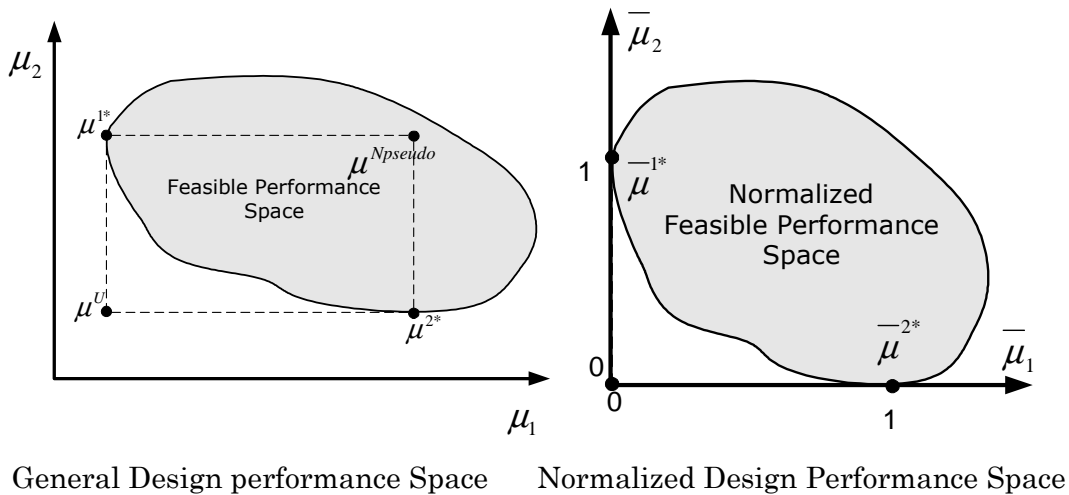 μ₂
μ¹*
μᴺᵖˢᵉᵘᵈᵒ
Feasible Performance
Space
μᵁ
μ²*
μ₁
General Design performance Space
μ̅₂
1
μ̅¹*
Normalized
Feasible Performance
Space
μ̅²*
μ̅₁
0
0
1
Normalized Design Performance Space